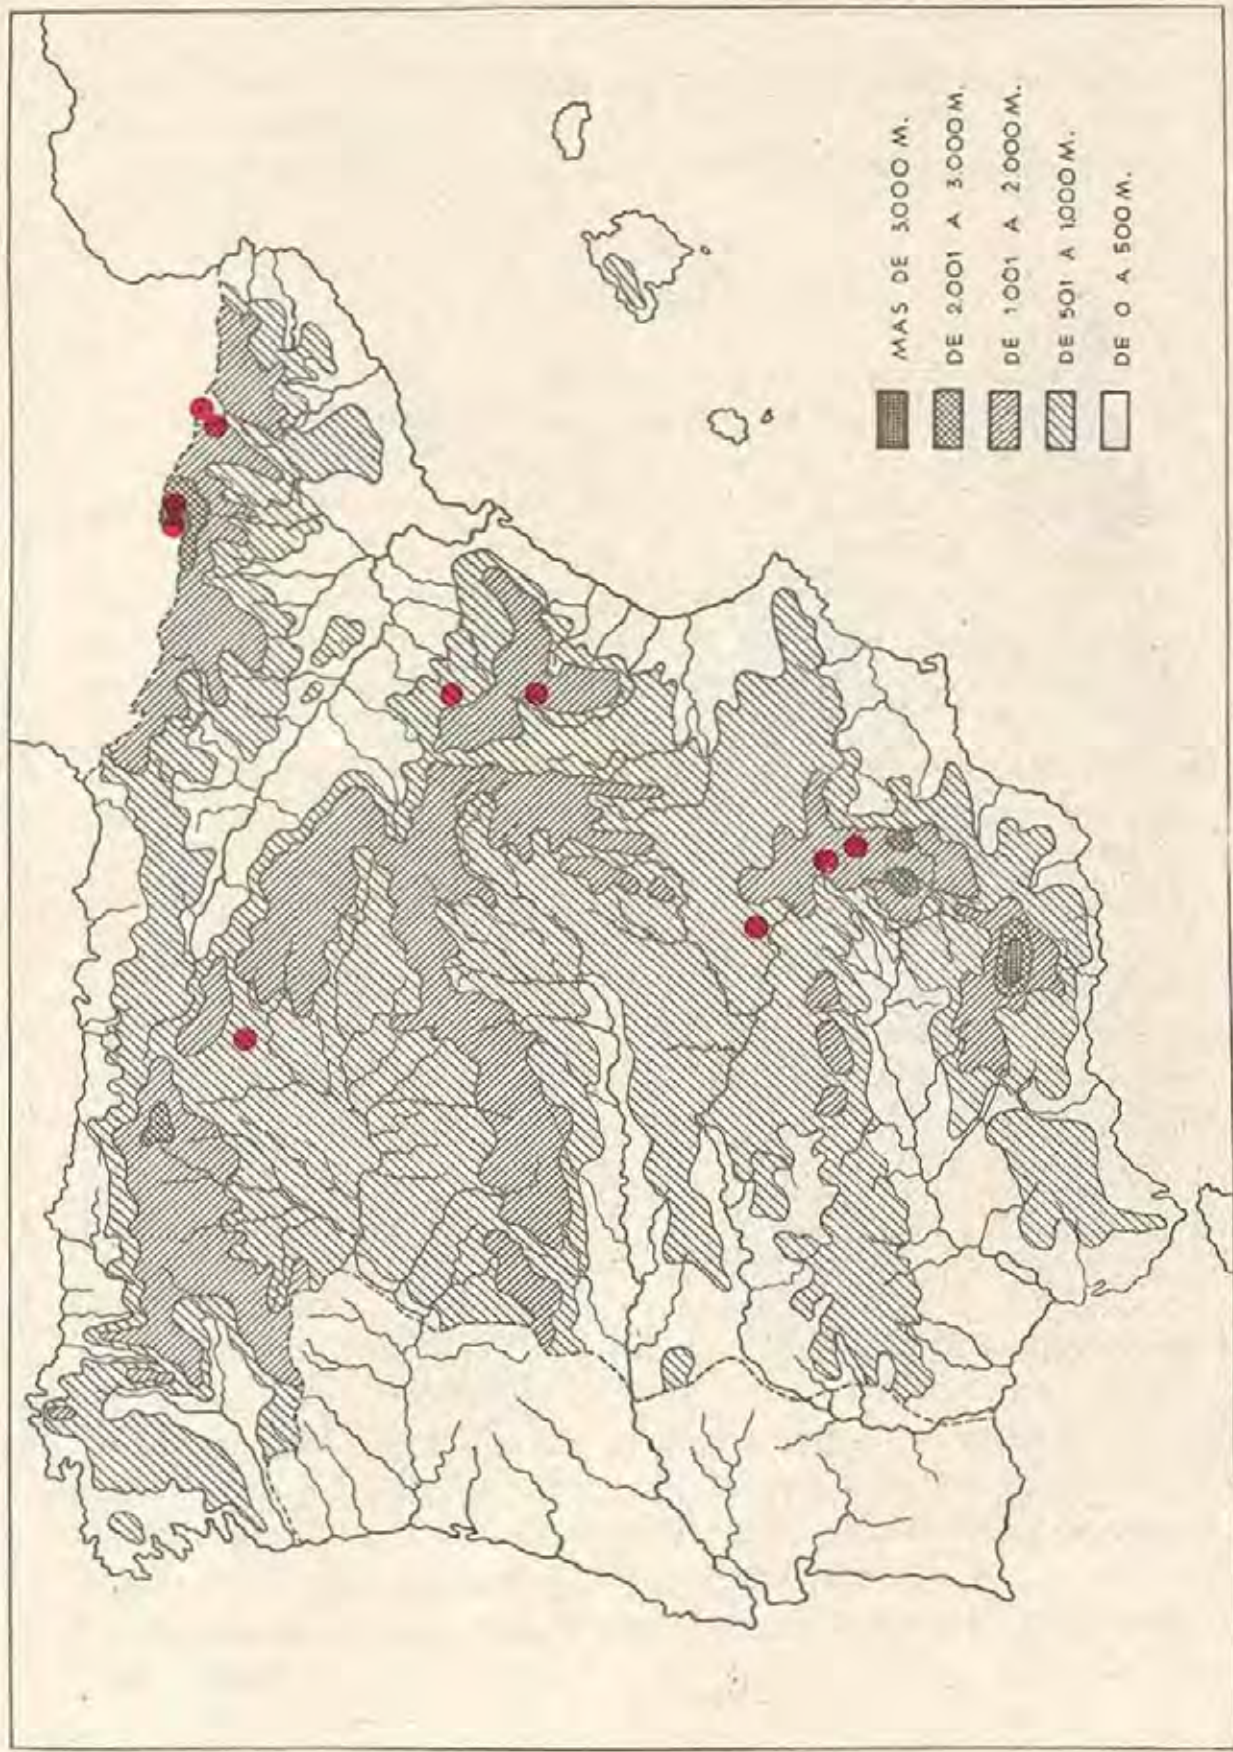 MAS DE 3.000 M.
DE 2.001 A 3.000 M.
DE 1.001 A 2.000 M.
DE 501 A 1.000 M.
DE 0 A 500 M.